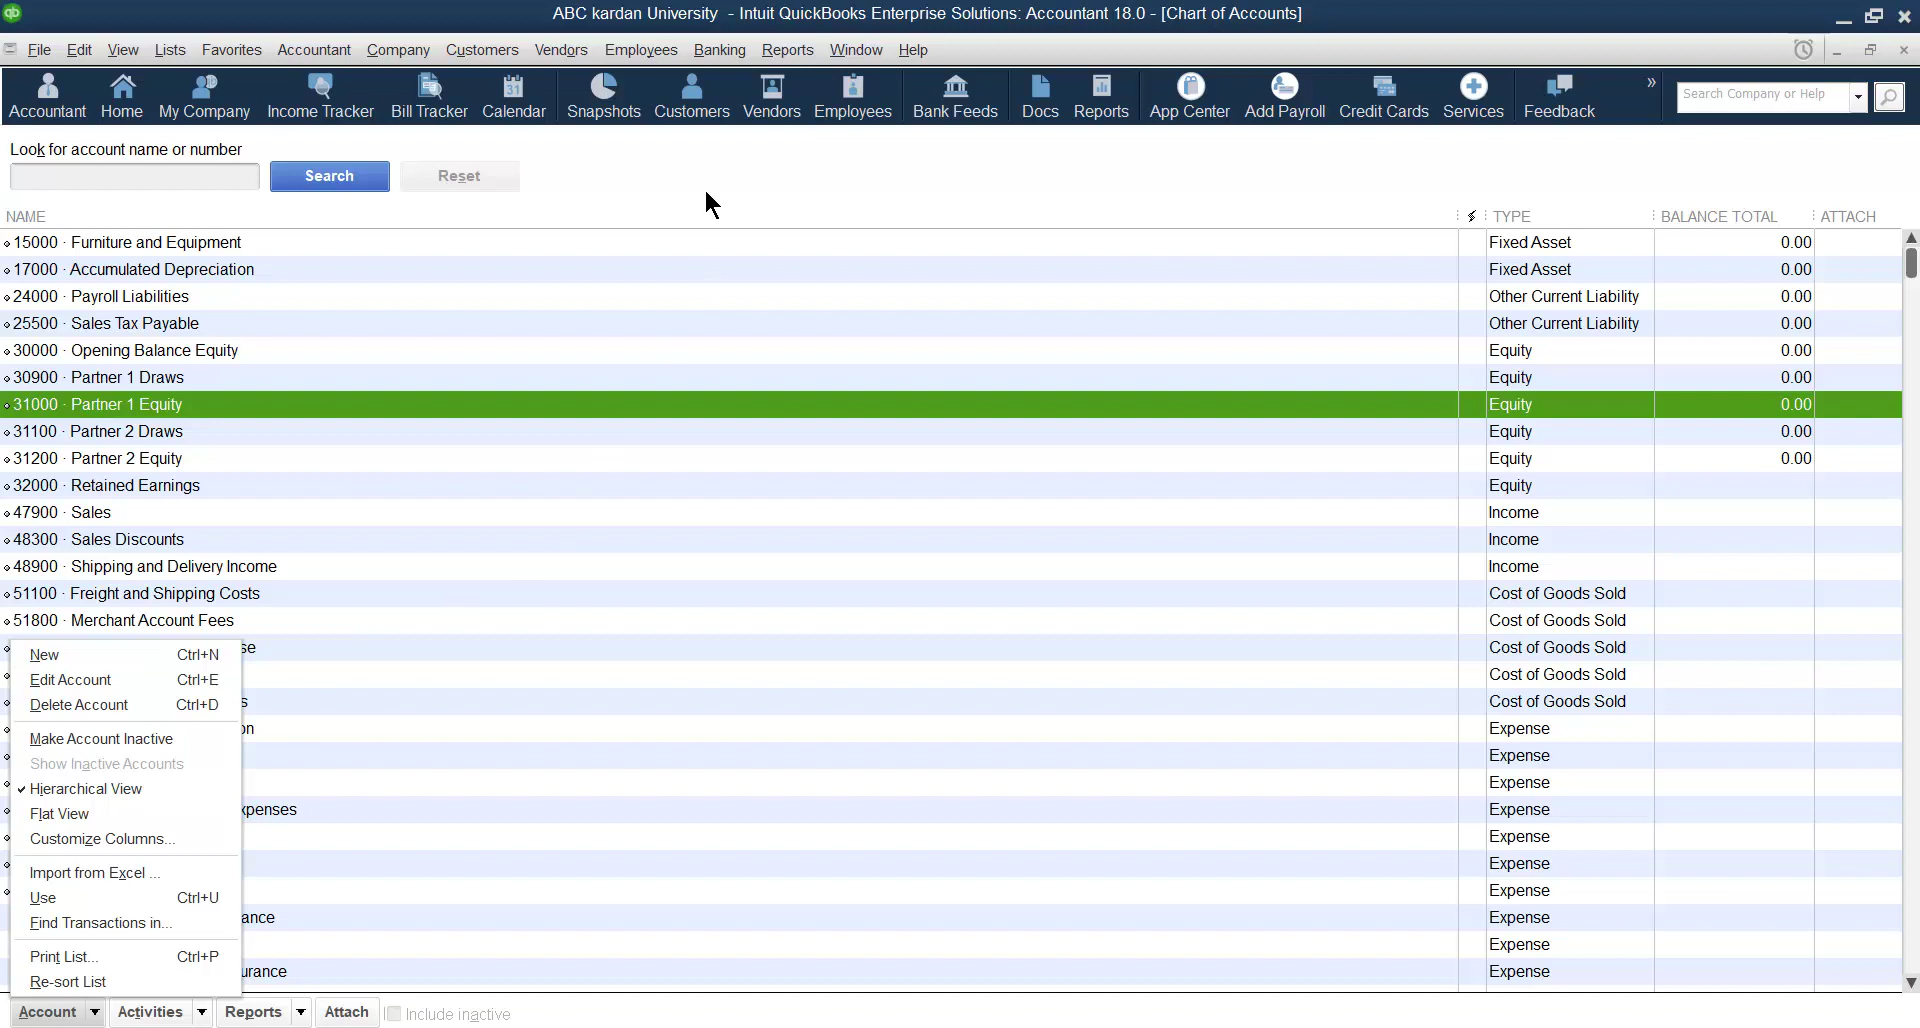 ABC kardan University - Intuit QuickBooks Enterprise Solutions: Accountant 18.0 - [Chart of Accounts]
File Edit View Lists Favorites Accountant Company Customers Vendors Employees Banking Reports Window Help
Accountant Home My Company Income Tracker Bill Tracker Calendar Snapshots Customers Vendors Employees Bank Feeds Docs Reports App Center Add Payroll Credit Cards Services Feedback » Search Company or Help
Look for account name or number
Search Reset
NAME TYPE BALANCE TOTAL ATTACH
15000 · Furniture and Equipment Fixed Asset 0.00
17000 · Accumulated Depreciation Fixed Asset 0.00
24000 · Payroll Liabilities Other Current Liability 0.00
25500 · Sales Tax Payable Other Current Liability 0.00
30000 · Opening Balance Equity Equity 0.00
30900 · Partner 1 Draws Equity 0.00
31000 · Partner 1 Equity Equity 0.00
31100 · Partner 2 Draws Equity 0.00
31200 · Partner 2 Equity Equity 0.00
32000 · Retained Earnings Equity
47900 · Sales Income
48300 · Sales Discounts Income
48900 · Shipping and Delivery Income Income
51100 · Freight and Shipping Costs Cost of Goods Sold
51800 · Merchant Account Fees Cost of Goods Sold
New Ctrl+N se Cost of Goods Sold
Edit Account Ctrl+E Cost of Goods Sold
Delete Account Ctrl+D s Cost of Goods Sold
Make Account Inactive on Expense
Show Inactive Accounts Expense
Hierarchical View Expense
Flat View xpenses Expense
Customize Columns... Expense
Import from Excel ... Expense
Use Ctrl+U Expense
Find Transactions in... ance Expense
Print List... Ctrl+P Expense
Re-sort List urance Expense
Account Activities Reports Attach Include inactive